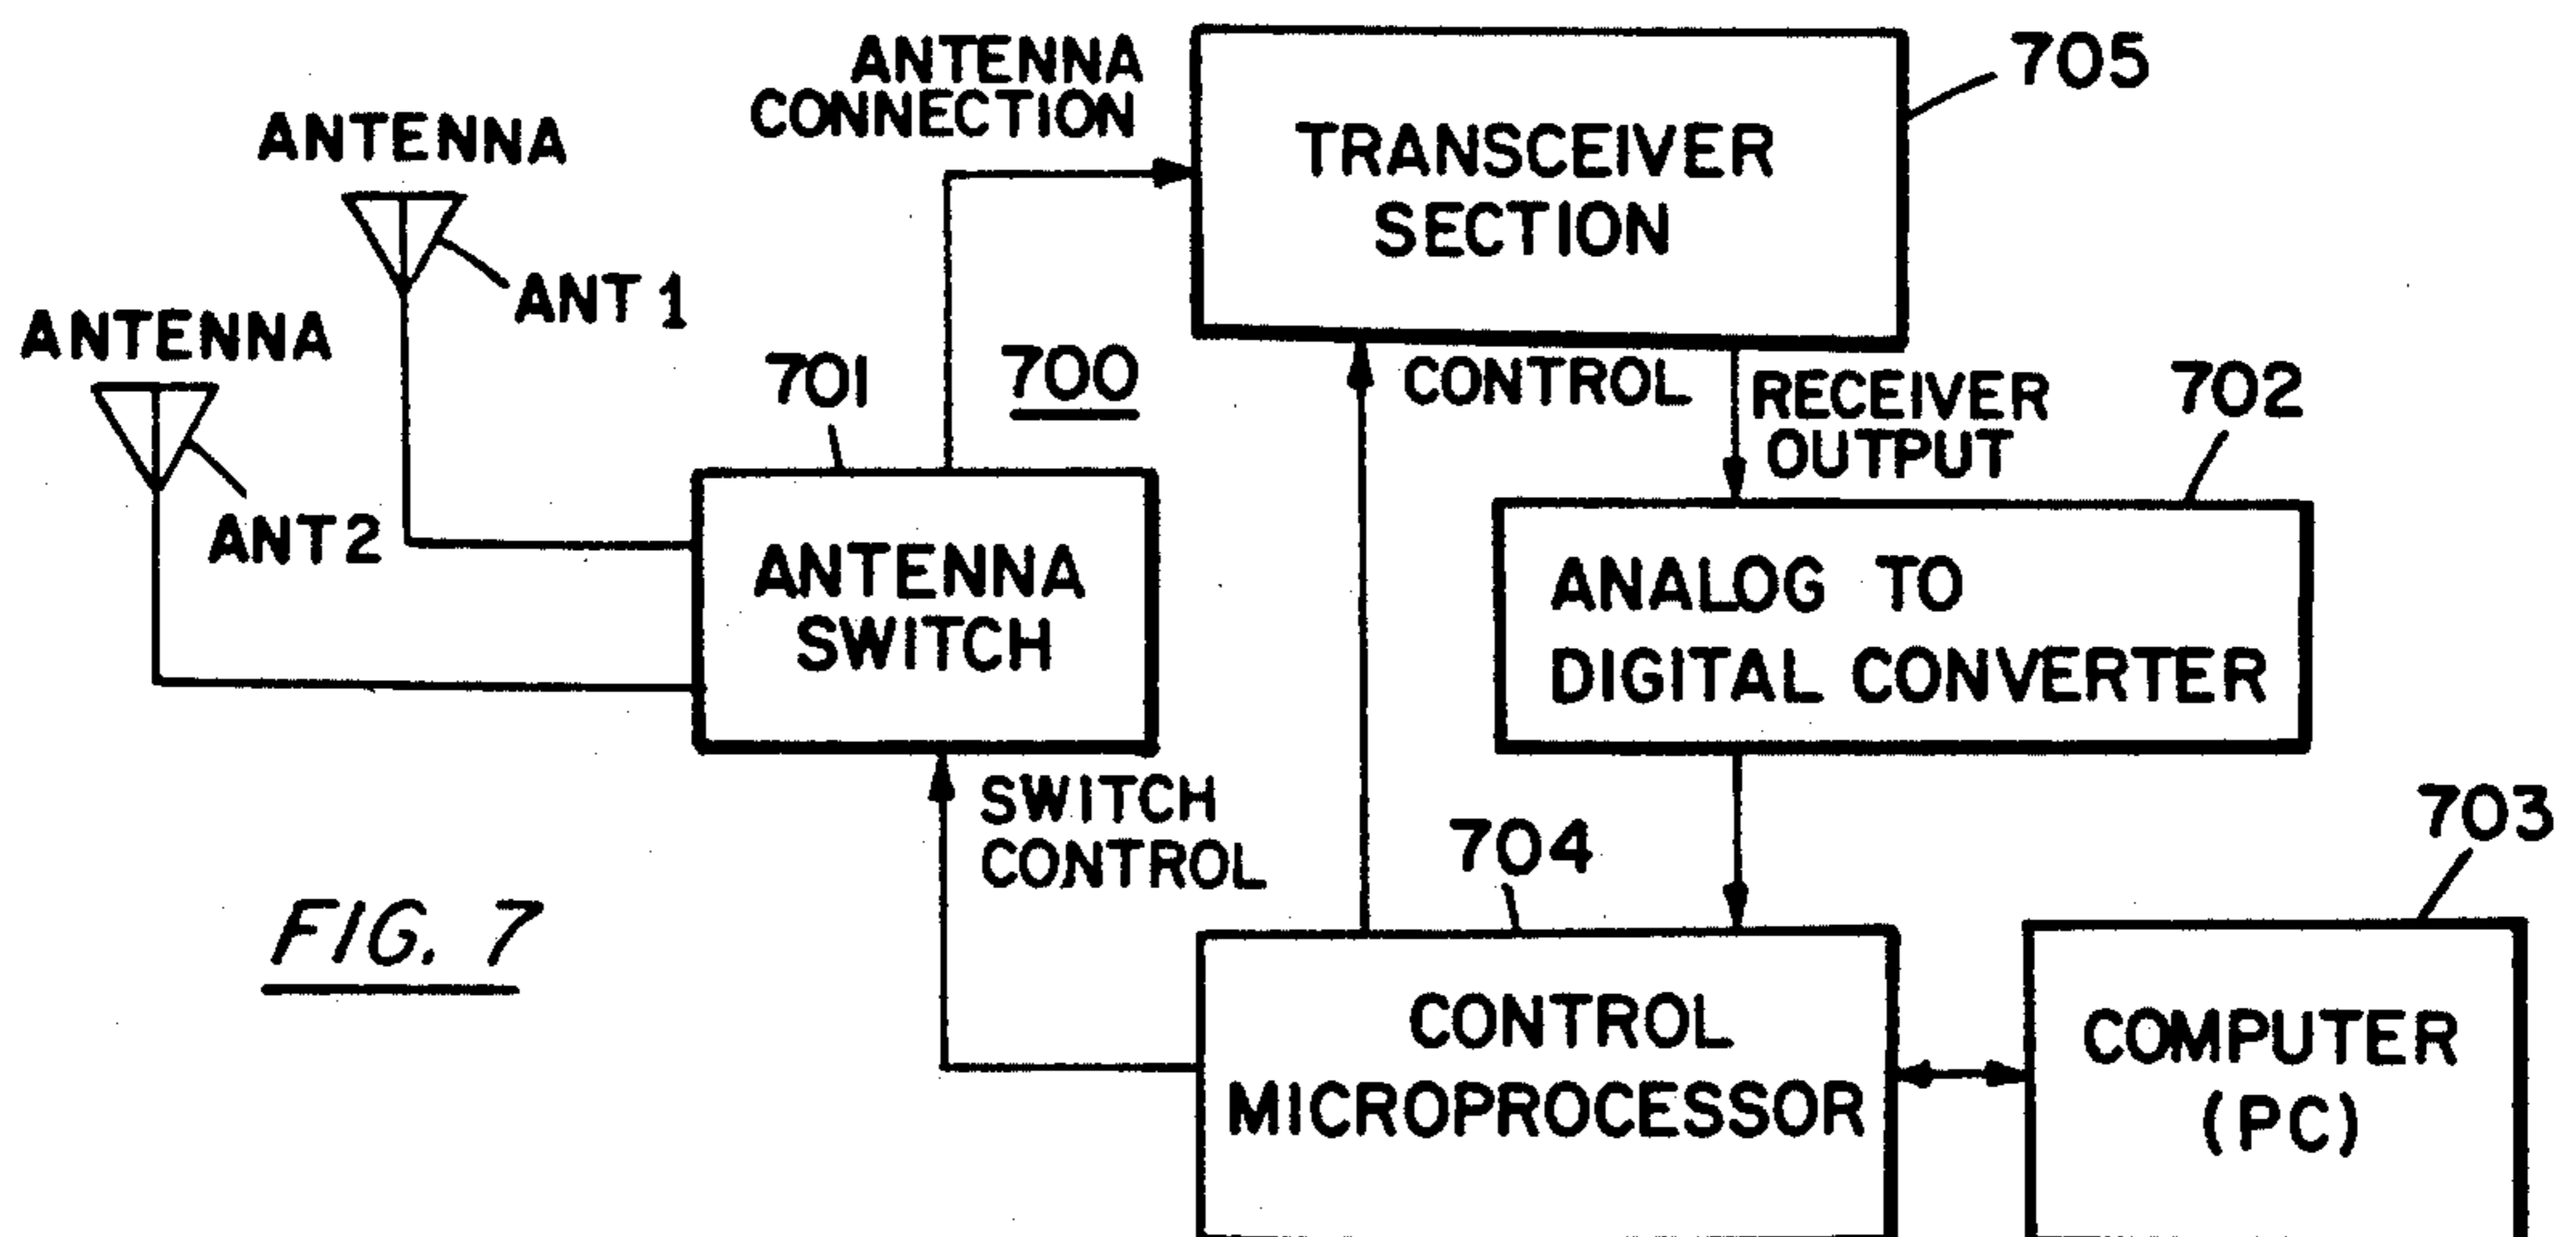 ANTENNA
CONNECTION
705
TRANSCEIVER
SECTION
ANTENNA
ANT 1
ANTENNA
ANT 2
701
700
CONTROL
RECEIVER
OUTPUT
702
ANTENNA
SWITCH
ANALOG TO
DIGITAL CONVERTER
SWITCH
CONTROL
704
703
FIG. 7
CONTROL
MICROPROCESSOR
COMPUTER
(PC)